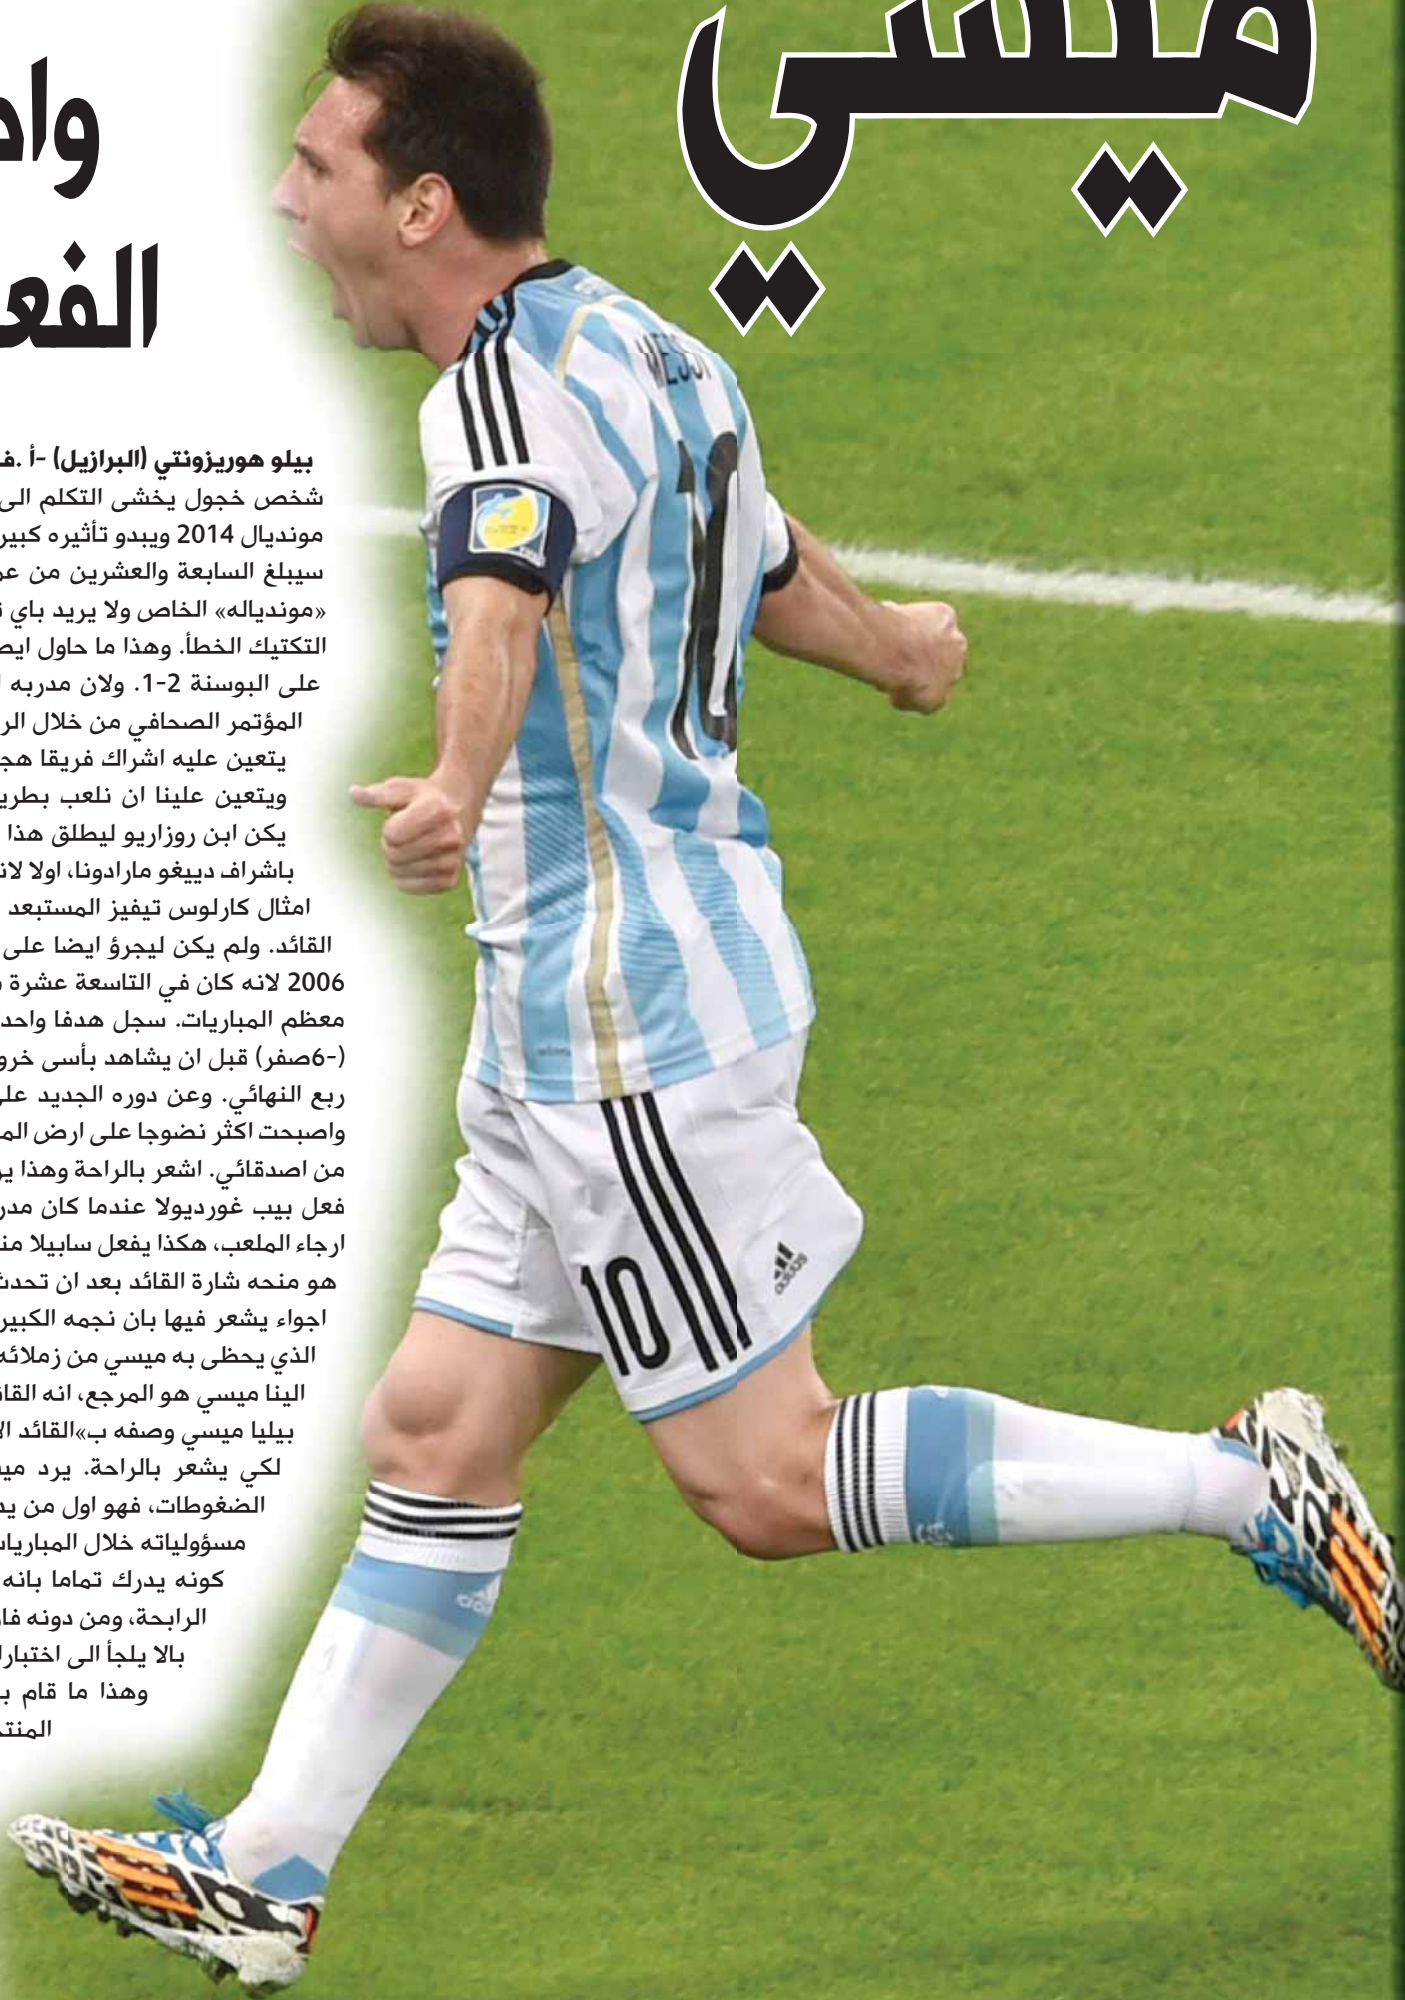 ميسي
الفع
بيلو هوريزونتي (البرازيل) -أ .ف
شخص خجول يخشى التكلم الى
مونديال 2014 ويبدو تأثيره كبير
سيبلغ السابعة والعشرين من عم
«موندياله» الخاص ولا يريد باي
التكتيك الخطأ. وهذا ما حاول ايص
على البوسنة 2-1. ولان مدربه
المؤتمر الصحافي من خلال الر
يتعين عليه اشراك فريقا هج
ويتعين علينا ان نلعب بطري
يكن ابن روزاريو ليطلق هذا
باشراف دييغو مارادونا، اولا لان
امثال كارلوس تيفيز المستبعد
القائد. ولم يكن ليجرؤ ايضا على
2006 لانه كان في التاسعة عشرة
معظم المباريات. سجل هدفا واحد
(-6صفر) قبل ان يشاهد بأسى خرو
ربع النهائي. وعن دوره الجديد عل
واصبحت اكثر نضوجا على ارض الم
من اصدقائي. اشعر بالراحة وهذا ي
فعل بيب غورديولا عندما كان مدر
ارجاء الملعب، هكذا يفعل سابيلا من
هو منحه شارة القائد بعد ان تحدث
اجواء يشعر فيها بان نجمه الكبير
الذي يحظى به ميسي من زملائه
الينا ميسي هو المرجع، انه القائ
بيليا ميسي وصفه ب»القائد ال
لكي يشعر بالراحة. يرد مي
الضغوطات، فهو اول من ي
مسؤولياته خلال المباريا
كونه يدرك تماما بانه
الرابحة، ومن دونه فا
بالا يلجأ الى اختبار
وهذا ما قام ب
المنتـ
MESSI
10
10
adidas